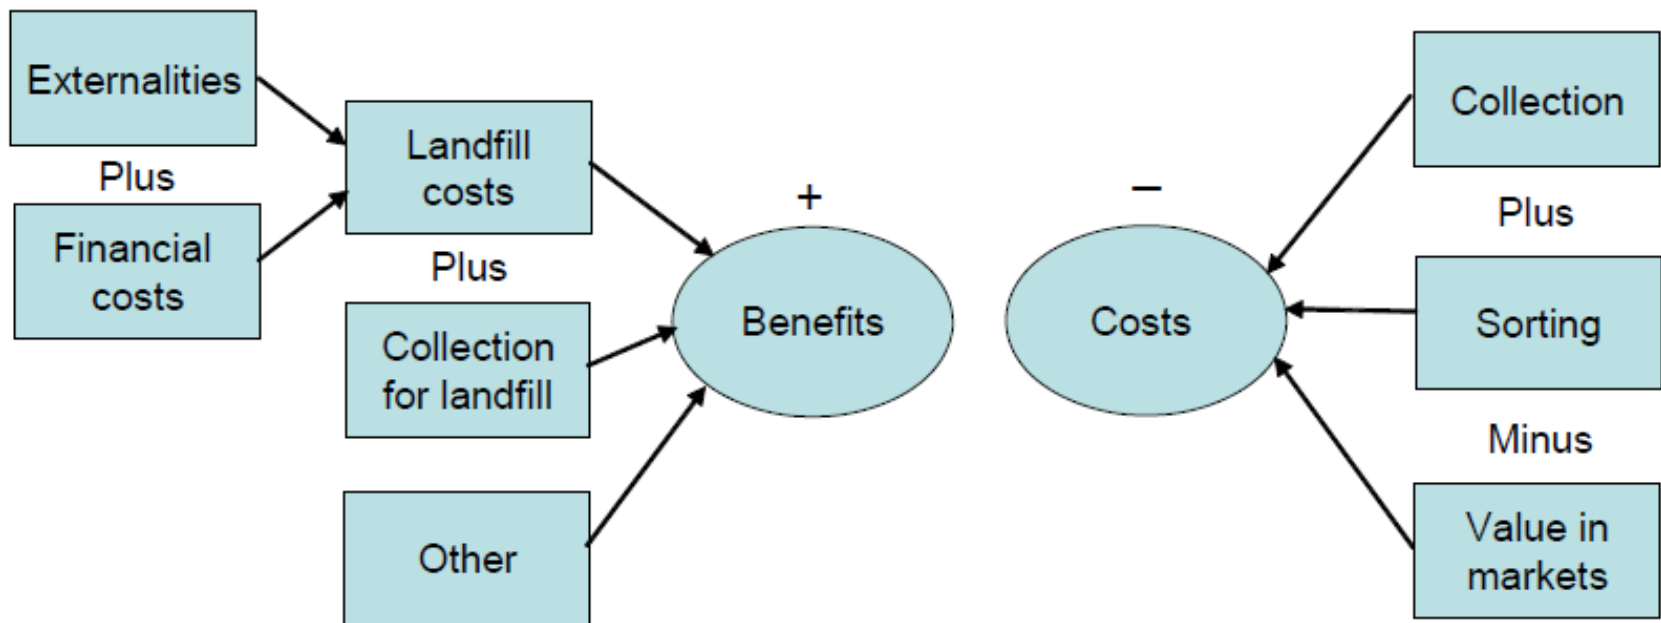 Externalities
Plus
Financial
costs
Landfill
costs
Plus
Collection
for landfill
Other
+
Benefits
−
Costs
Collection
Plus
Sorting
Minus
Value in
markets